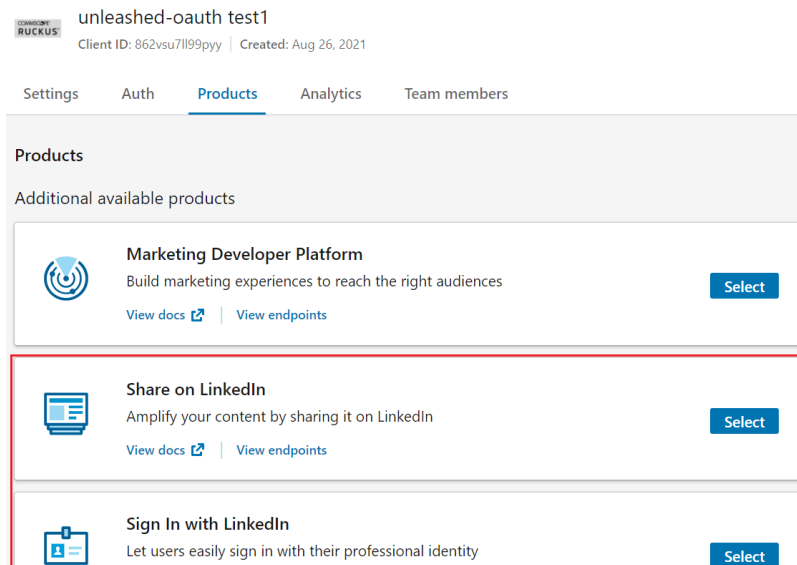 unleashed-oauth test1
COMMSCOPE
RUCKUS
Client ID: 862vsu7ll99pyy Created: Aug 26, 2021
Settings Auth Products Analytics Team members
Products
Additional available products
Marketing Developer Platform
Build marketing experiences to reach the right audiences
Select
View docs View endpoints
Share on LinkedIn
Amplify your content by sharing it on LinkedIn
Select
View docs View endpoints
Sign In with LinkedIn
Let users easily sign in with their professional identity
Select